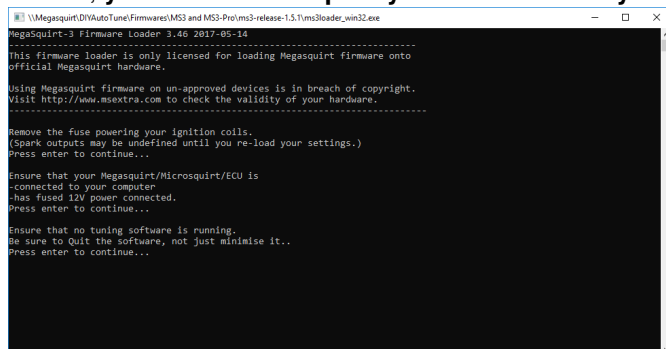 \\Megasquirt\DIYAutoTune\Firmwares\MS3 and MS3-Pro\ms3-release-1.5.1\ms3loader_win32.exe
MegaSquirt-3 Firmware Loader 3.46 2017-05-14
--------------------------------------------------------------------------
This firmware loader is only licensed for loading Megasquirt firmware onto
official Megasquirt hardware.
Using Megasquirt firmware on un-approved devices is in breach of copyright.
Visit http://www.msextra.com to check the validity of your hardware.
----------------------------------------------------------------------------
Remove the fuse powering your ignition coils.
(Spark outputs may be undefined until you re-load your settings.)
Press enter to continue...
Ensure that your Megasquirt/Microsquirt/ECU is
-connected to your computer
-has fused 12V power connected.
Press enter to continue...
Ensure that no tuning software is running.
Be sure to Quit the software, not just minimise it..
Press enter to continue...